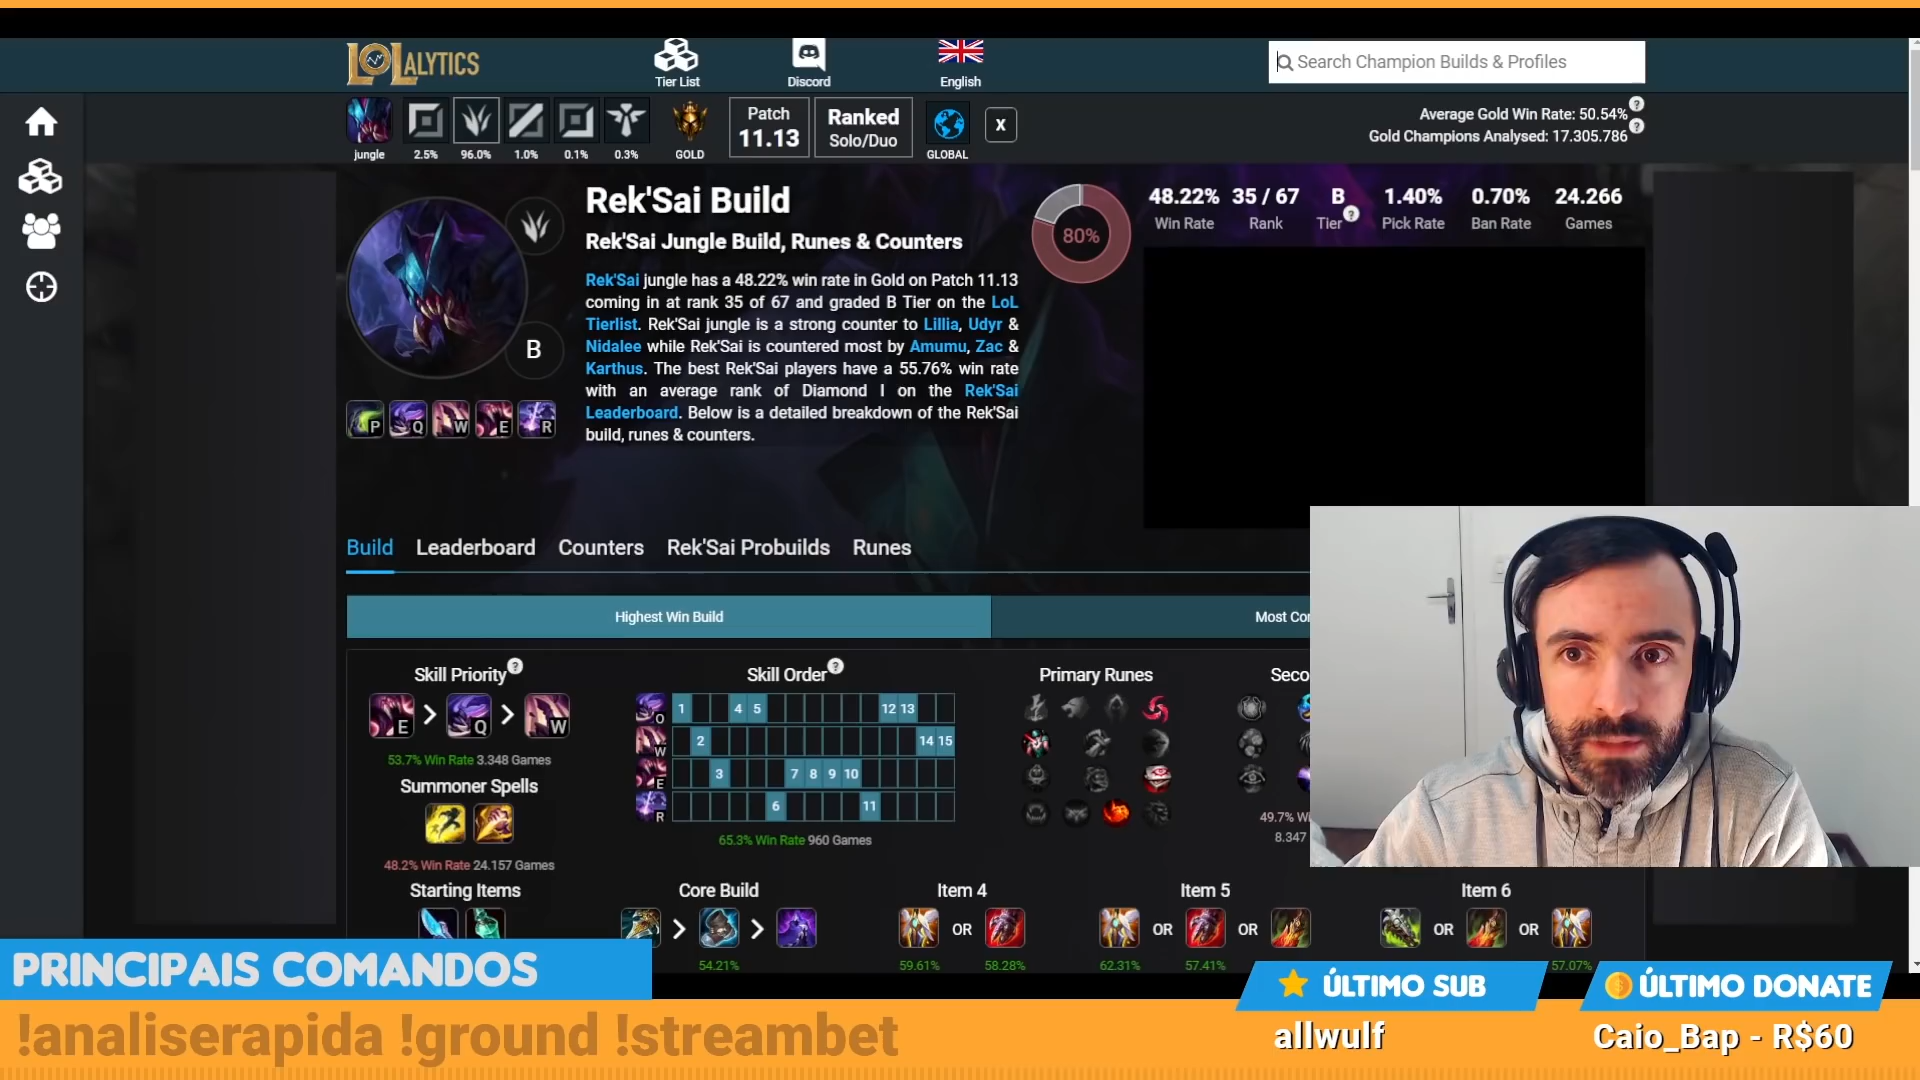 LOLALYTICS
Tier List
Discord
English
Search Champion Builds & Profiles
jungle
2.5%
96.0%
1.0%
0.1%
0.3%
GOLD
Patch
11.13
Ranked
Solo/Duo
GLOBAL
X
Average Gold Win Rate: 50.54%
?
Gold Champions Analysed: 17.305.786
?
Rek'Sai Build
Rek'Sai Jungle Build, Runes & Counters
Rek'Sai jungle has a 48.22% win rate in Gold on Patch 11.13
coming in at rank 35 of 67 and graded B Tier on the LoL
Tierlist. Rek'Sai jungle is a strong counter to Lillia, Udyr &
Nidalee while Rek'Sai is countered most by Amumu, Zac &
Karthus. The best Rek'Sai players have a 55.76% win rate
with an average rank of Diamond I on the Rek'Sai
Leaderboard. Below is a detailed breakdown of the Rek'Sai
build, runes & counters.
B
P
Q
W
E
R
80%
48.22%
Win Rate
35 / 67
Rank
B
Tier
?
1.40%
Pick Rate
0.70%
Ban Rate
24.266
Games
Build
Leaderboard
Counters
Rek'Sai Probuilds
Runes
Highest Win Build
Most Co
Skill Priority
?
E
Q
W
53.7% Win Rate 3.348 Games
Summoner Spells
48.2% Win Rate 24.157 Games
Starting Items
Skill Order
?
Q 1 4 5 12 13
W 2 14 15
E 3 7 8 9 10
R 6 11
65.3% Win Rate 960 Games
Primary Runes
Seco
49.7% W
8.347
Core Build
54.21%
Item 4
OR
59.61%
58.28%
Item 5
OR
OR
62.31%
57.41%
Item 6
OR
OR
57.07%
PRINCIPAIS COMANDOS
!analiserapida !ground !streambet
ÚLTIMO SUB
allwulf
ÚLTIMO DONATE
Caio_Bap - R$60